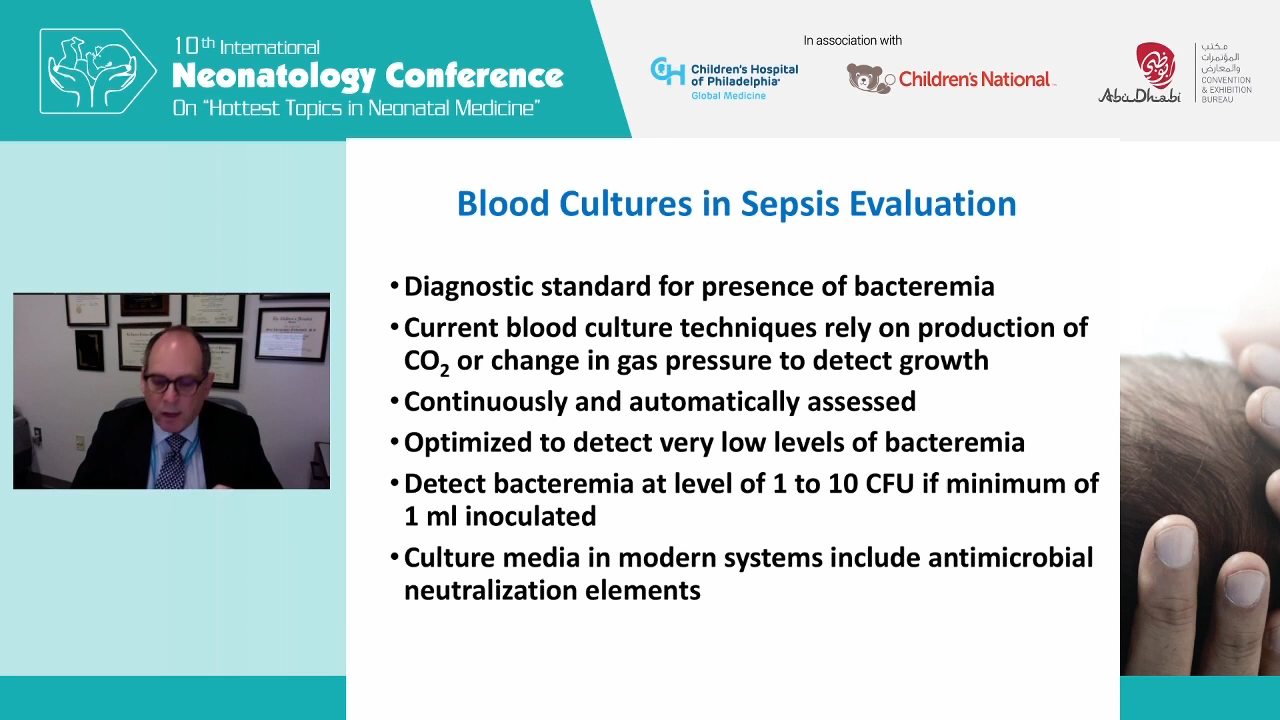 10th International
Neonatology Conference
On "Hottest Topics in Neonatal Medicine"
In association with
Children's Hospital
of Philadelphia
Global Medicine
Children's National
Abu Dhabi
أبوظبي
مكتب
المؤتمرات
والمعارض
CONVENTION
& EXHIBITION
BUREAU
Blood Cultures in Sepsis Evaluation
• Diagnostic standard for presence of bacteremia
• Current blood culture techniques rely on production of
CO2 or change in gas pressure to detect growth
• Continuously and automatically assessed
• Optimized to detect very low levels of bacteremia
• Detect bacteremia at level of 1 to 10 CFU if minimum of
1 ml inoculated
• Culture media in modern systems include antimicrobial
neutralization elements